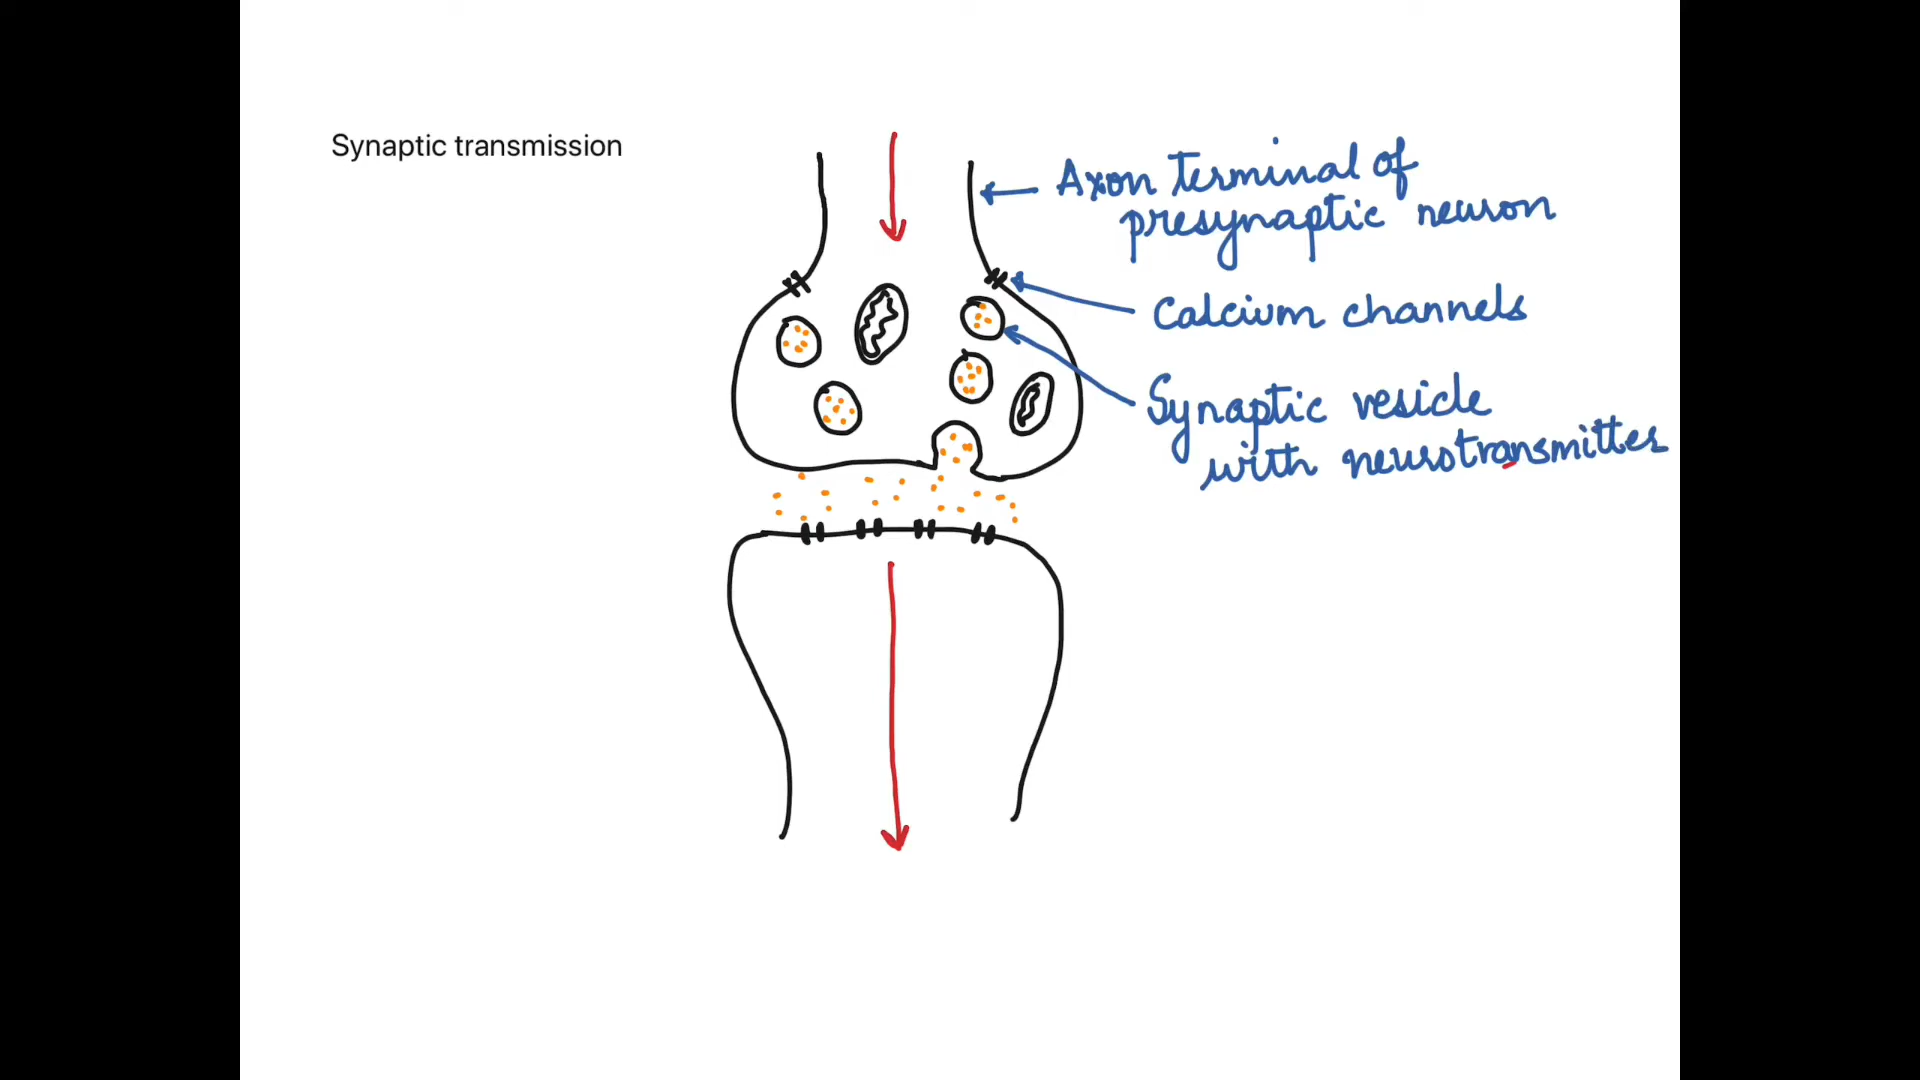 Synaptic transmission
Axon terminal of
presynaptic neuron
Calcium channels
Synaptic vesicle
with neurotransmitter